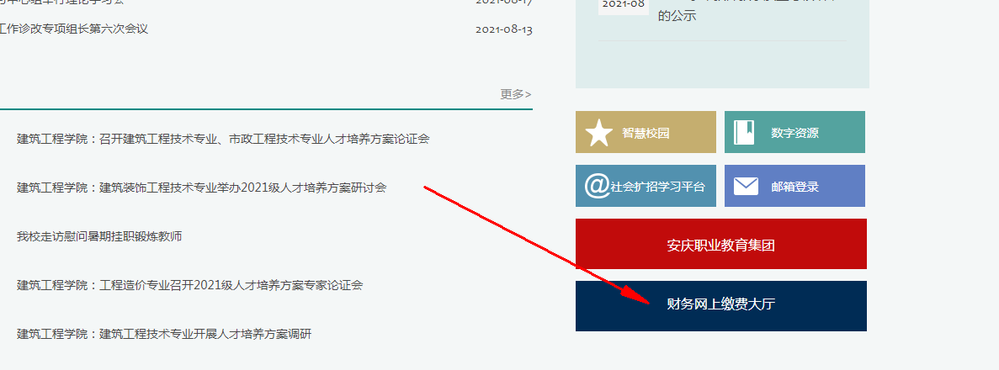 2021-08-17
工作诊改专项组长第六次会议 2021-08-13
更多>
建筑工程学院：召开建筑工程技术专业、市政工程技术专业人才培养方案论证会
建筑工程学院：建筑装饰工程技术专业举办2021级人才培养方案研讨会
我校走访慰问暑期挂职锻炼教师
建筑工程学院：工程造价专业召开2021级人才培养方案专家论证会
建筑工程学院：建筑工程技术专业开展人才培养方案调研
2021-08
的公示
智慧校园
数字资源
@社会扩招学习平台
邮箱登录
安庆职业教育集团
财务网上缴费大厅